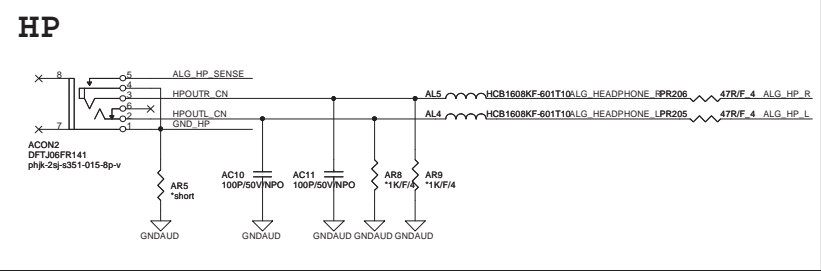 HP
8
5
ALG_HP_SENSE
4
3
HPOUTR_CN
AL5
HCB1608KF-601T10
ALG_HEADPHONE_R
PR206
47R/F_4
ALG_HP_R
6
2
HPOUTL_CN
AL4
HCB1608KF-601T10
ALG_HEADPHONE_L
PR205
47R/F_4
ALG_HP_L
7
1
GND_HP
ACON2
DFTJ06FR141
phjk-2sj-s351-015-8p-v
AR5
*short
AC10
100P/50V/NPO
AC11
100P/50V/NPO
AR8
*1K/F/4
AR9
*1K/F/4
GNDAUD
GNDAUD
GNDAUD
GNDAUD
GNDAUD